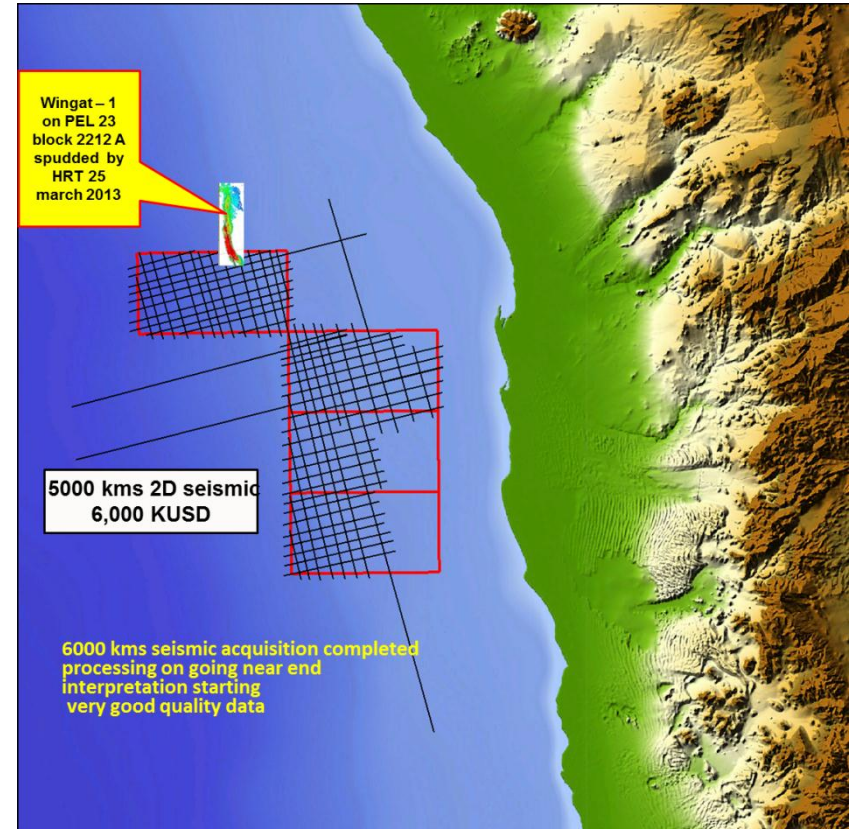 Wingat – 1
on PEL 23
block 2212 A
spudded by
HRT 25
march 2013
5000 kms 2D seismic
6,000 KUSD
6000 kms seismic acquisition completed
processing on going near end
interpretation starting
very good quality data